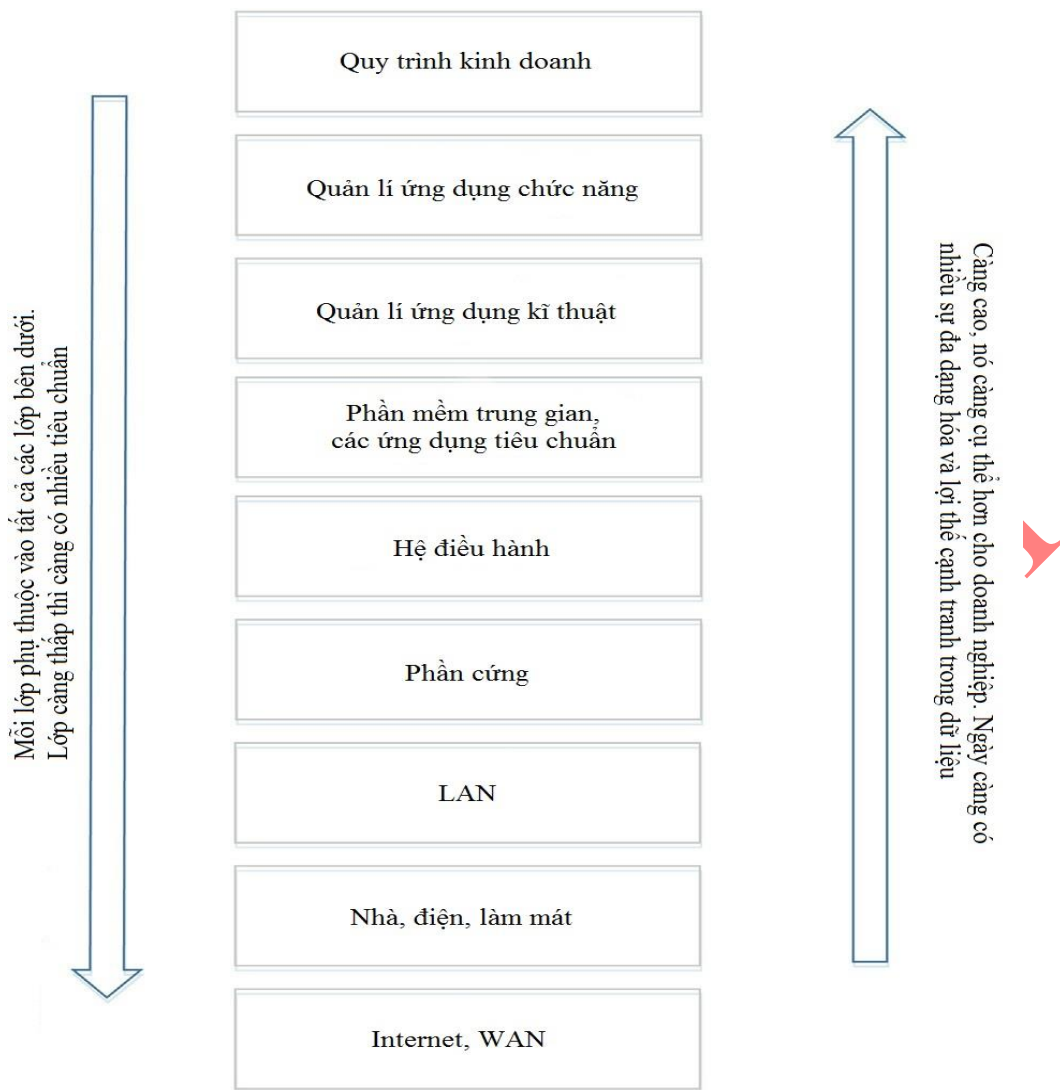 Quy trình kinh doanh
Quản lí ứng dụng chức năng
Quản lí ứng dụng kĩ thuật
Phần mềm trung gian,
các ứng dụng tiêu chuẩn
Hệ điều hành
Phần cứng
LAN
Nhà, điện, làm mát
Internet, WAN
Mỗi lớp phụ thuộc vào tất cả các lớp bên dưới.
Lớp càng thấp thì càng có nhiều tiêu chuẩn
Càng cao, nó càng cụ thể hơn cho doanh nghiệp. Ngày càng có
nhiều sự đa dạng hóa và lợi thế cạnh tranh trong dữ liệu